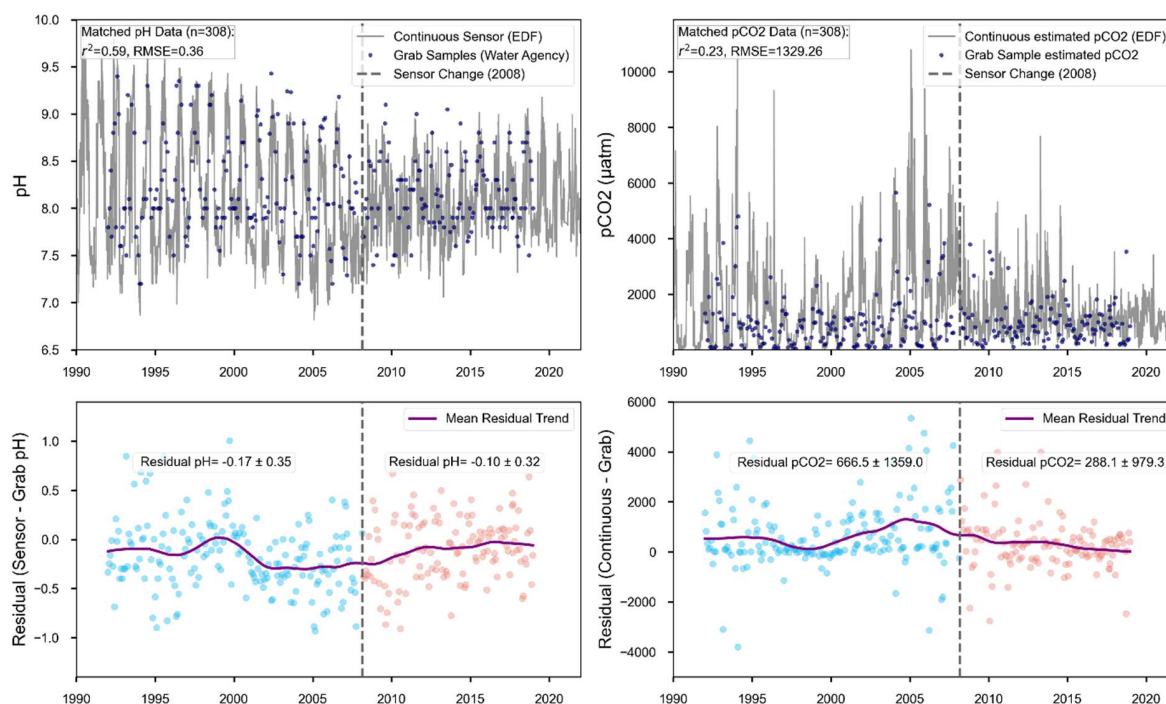 Matched pH Data (n=308):
r²=0.59, RMSE=0.36
Continuous Sensor (EDF)
Grab Samples (Water Agency)
Sensor Change (2008)
10.0
9.5
9.0
8.5
8.0
7.5
7.0
6.5
pH
1990 1995 2000 2005 2010 2015 2020
Matched pCO2 Data (n=308):
r²=0.23, RMSE=1329.26
Continuous estimated pCO2 (EDF)
Grab Sample estimated pCO2
Sensor Change (2008)
10000
8000
6000
4000
2000
pCO2 (µatm)
1990 1995 2000 2005 2010 2015 2020
Mean Residual Trend
Residual pH= -0.17 ± 0.35
Residual pH= -0.10 ± 0.32
1.0
0.5
0.0
-0.5
-1.0
Residual (Sensor - Grab pH)
1990 1995 2000 2005 2010 2015 2020
Mean Residual Trend
Residual pCO2= 666.5 ± 1359.0
Residual pCO2= 288.1 ± 979.3
6000
4000
2000
0
-2000
-4000
Residual (Continuous - Grab)
1990 1995 2000 2005 2010 2015 2020